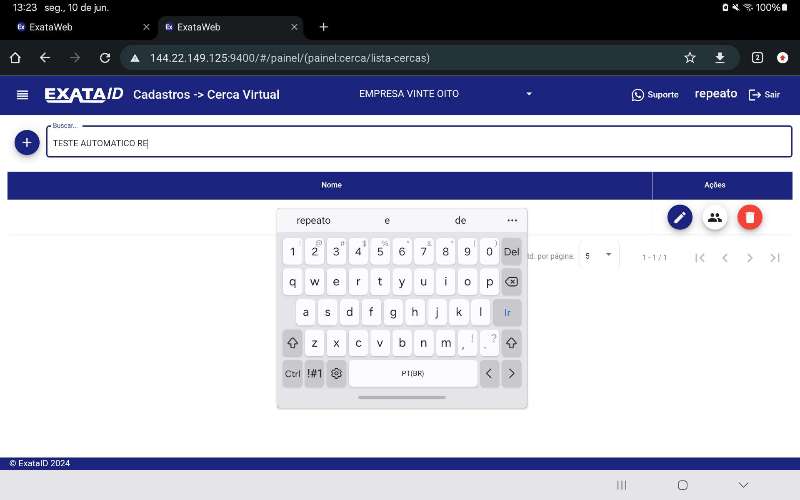 13:23 seg., 10 de jun. 100%
ExataWeb ExataWeb
144.22.149.125:9400/#/painel/(painel:cerca/lista-cercas) 2
EXATAID Cadastros -> Cerca Virtual EMPRESA VINTE OITO Suporte repeato Sair
Buscar...
TESTE AUTOMATICO RE
Nome Ações
repeato e de
1 2 3 4 5 6 7 8 9 0 Del
td. por página: 5 1 - 1 / 1
q w e r t y u i o p
a s d f g h j k l Ir
z x c v b n m , ! . ?
Ctrl !#1 PT(BR)
© ExataID 2024